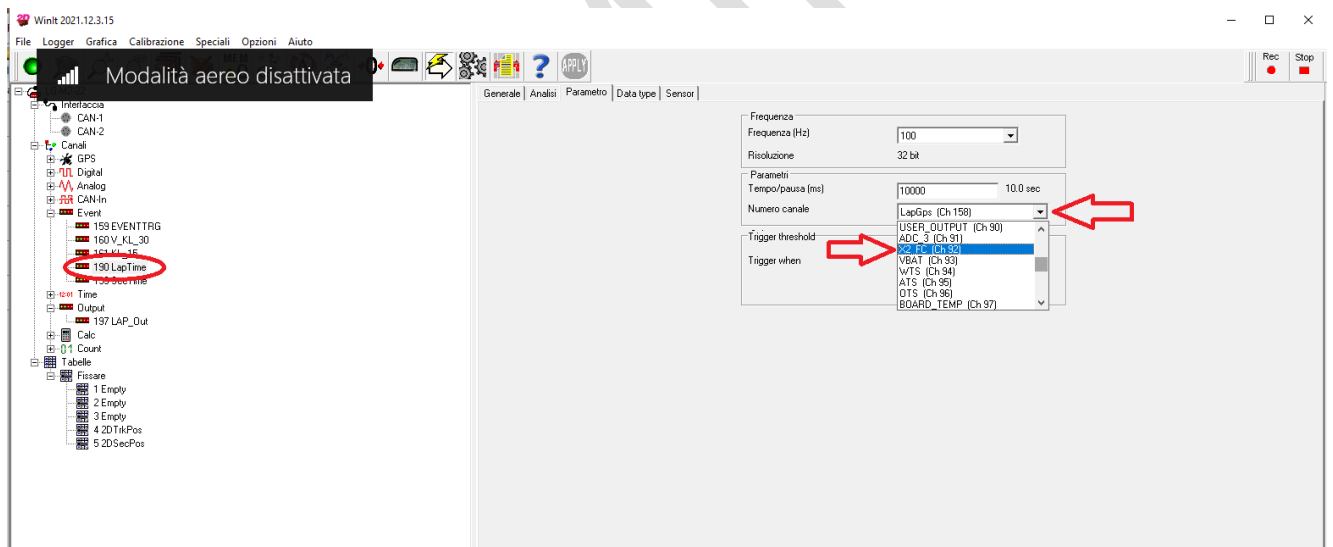 WinIt 2021.12.3.15
File Logger Grafica Calibrazione Speciali Opzioni Aiuto
Modalità aereo disattivata
APPLY
Rec Stop
Interfaccia
CAN-1
CAN-2
Canali
GPS
Digital
Analog
CAN-In
Event
159 EVENTTRG
160 V_KL_30
161 KL_15
190 LapTime
Time
Output
197 LAP_Out
Calc
Count
Tabelle
Fissare
1 Empty
2 Empty
3 Empty
4 2DTrkPos
5 2DSecPos
Generale Analisi Parametro Data type Sensor
Frequenza
Frequenza (Hz) 100
Risoluzione 32 bit
Parametri
Tempo/pausa (ms) 10000 10.0 sec
Numero canale LapGps (Ch 158)
USER_OUTPUT (Ch 90)
ADC_3 (Ch 91)
X2_FC (Ch 92)
VBAT (Ch 93)
WTS (Ch 94)
ATS (Ch 95)
OTS (Ch 96)
BOARD_TEMP (Ch 97)
Trigger threshold
Trigger when